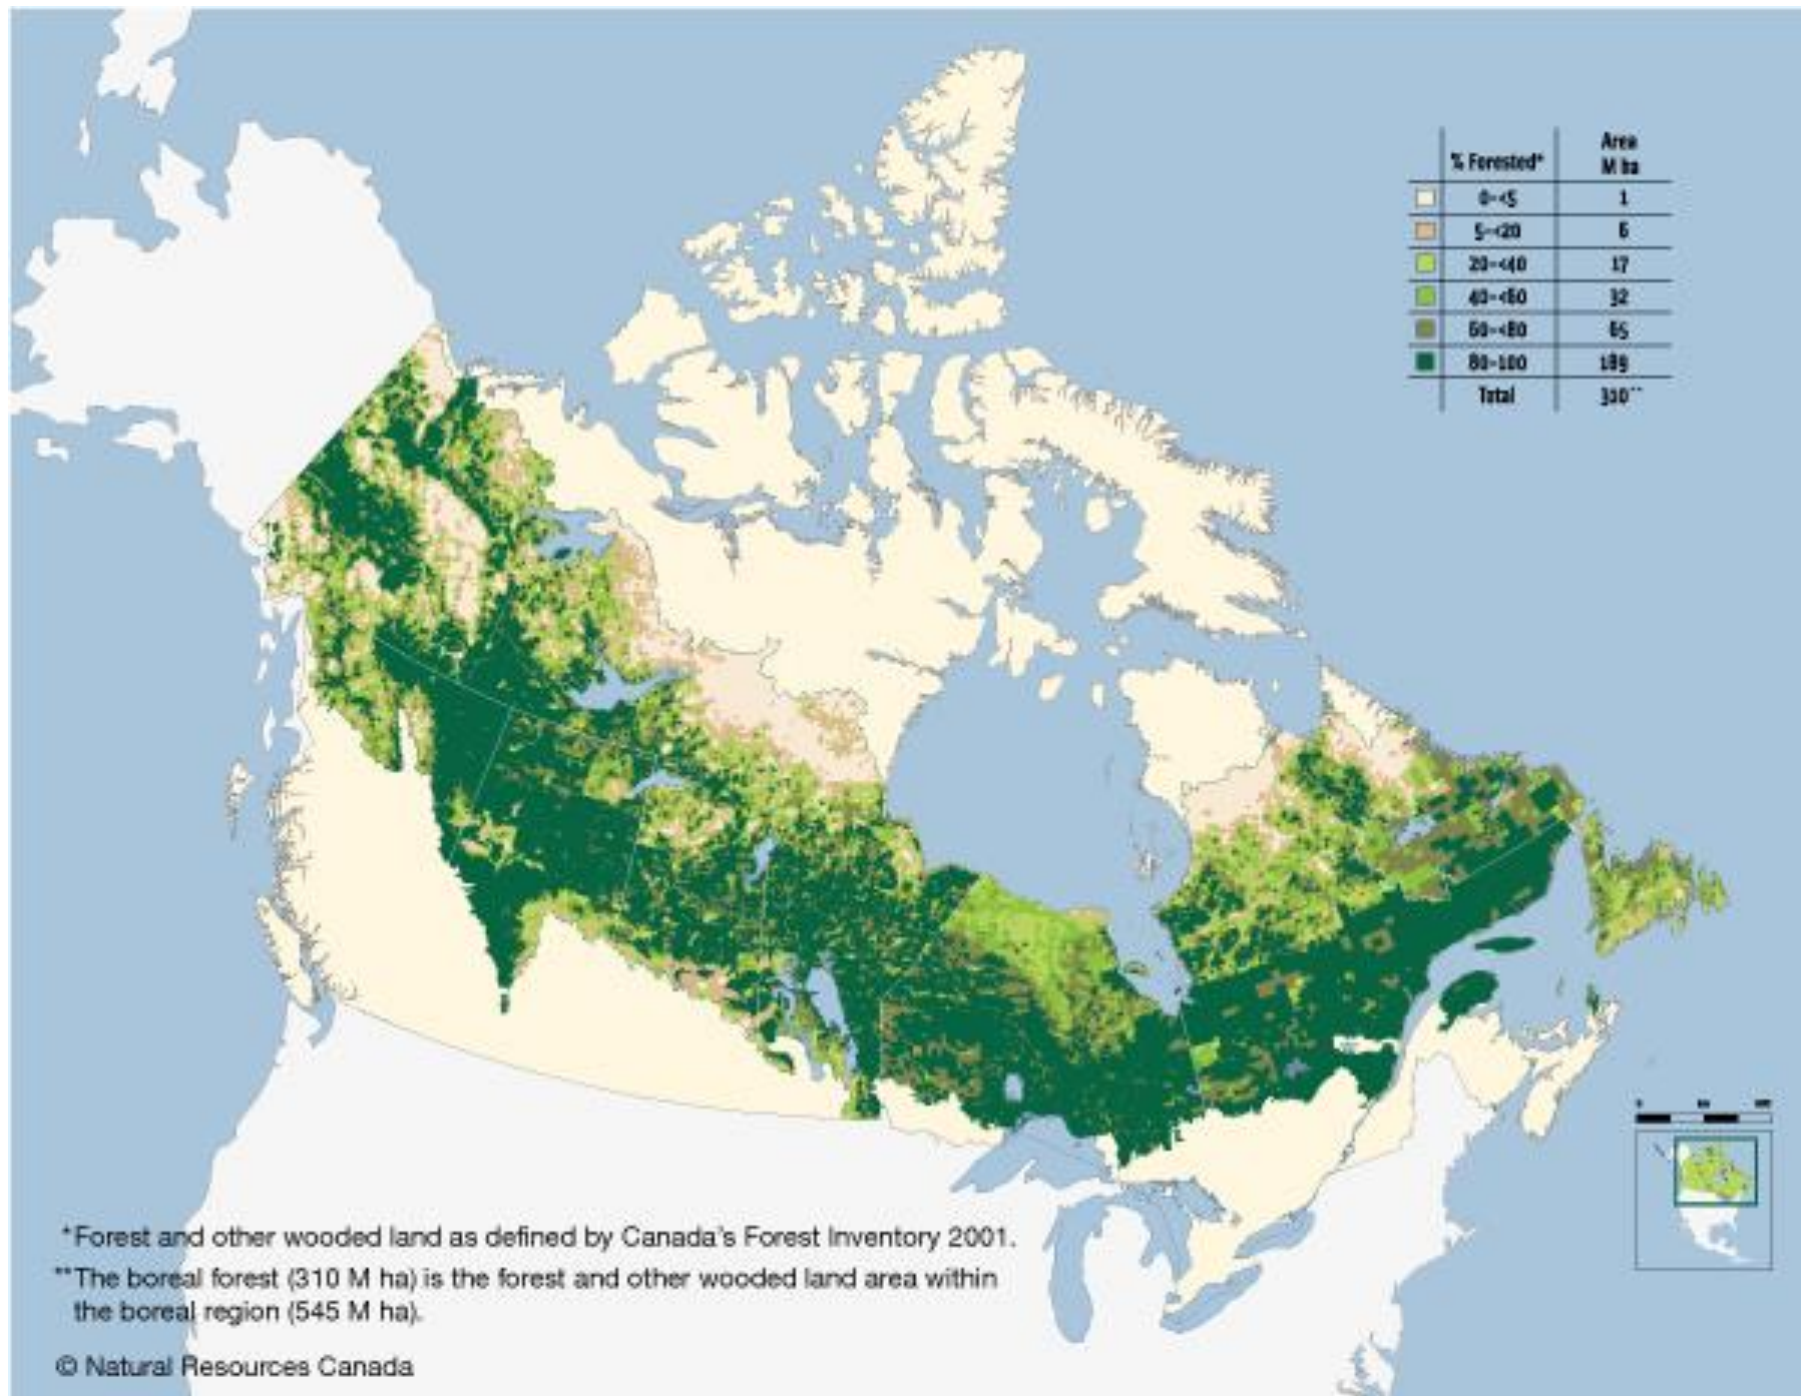 % Forested* Area M ha
0-<5 1
5-<20 6
20-<40 17
40-<60 32
60-<80 65
80-100 189
Total 310**
*Forest and other wooded land as defined by Canada's Forest Inventory 2001.
**The boreal forest (310 M ha) is the forest and other wooded land area within
the boreal region (545 M ha).
© Natural Resources Canada